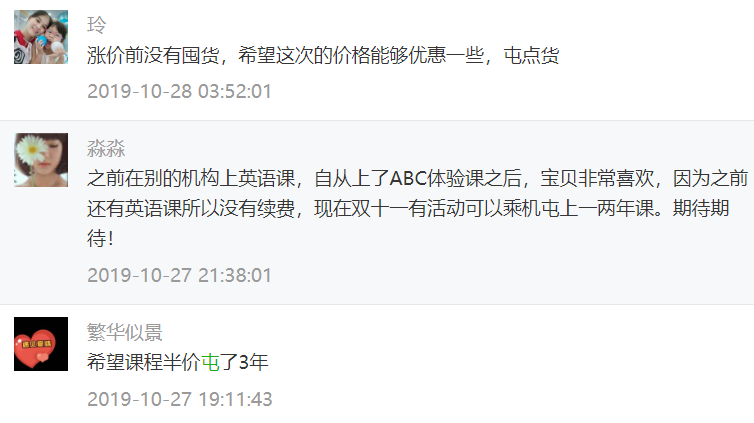 玲
涨价前没有囤货，希望这次的价格能够优惠一些，屯点货
2019-10-28 03:52:01
淼淼
之前在别的机构上英语课，自从上了ABC体验课之后，宝贝非常喜欢，因为之前
还有英语课所以没有续费，现在双十一有活动可以乘机屯上一两年课。期待期
待！
2019-10-27 21:38:01
繁华似景
遇见爱情
希望课程半价屯了3年
2019-10-27 19:11:43